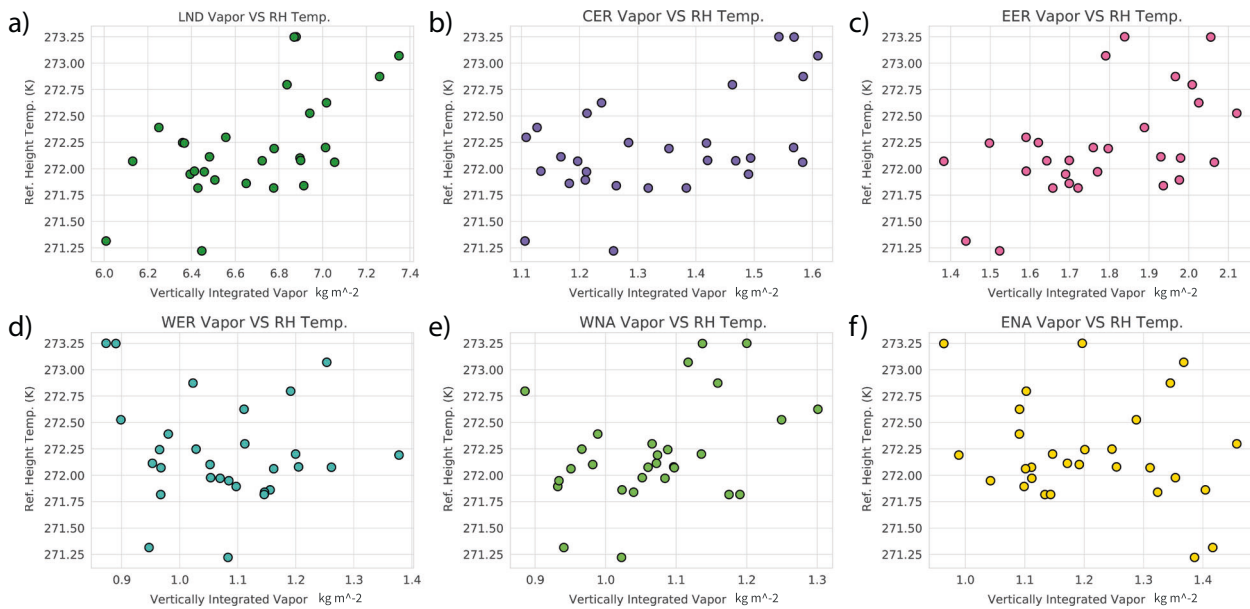 a)
LND Vapor VS RH Temp.
Ref. Height Temp. (K)
273.25
273.00
272.75
272.50
272.25
272.00
271.75
271.50
271.25
6.0 6.2 6.4 6.6 6.8 7.0 7.2 7.4
Vertically Integrated Vapor kg m^-2
b)
CER Vapor VS RH Temp.
Ref. Height Temp. (K)
273.25
273.00
272.75
272.50
272.25
272.00
271.75
271.50
271.25
1.1 1.2 1.3 1.4 1.5 1.6
Vertically Integrated Vapor kg m^-2
c)
EER Vapor VS RH Temp.
Ref. Height Temp. (K)
273.25
273.00
272.75
272.50
272.25
272.00
271.75
271.50
271.25
1.4 1.5 1.6 1.7 1.8 1.9 2.0 2.1
Vertically Integrated Vapor kg m^-2
d)
WER Vapor VS RH Temp.
Ref. Height Temp. (K)
273.25
273.00
272.75
272.50
272.25
272.00
271.75
271.50
271.25
0.9 1.0 1.1 1.2 1.3 1.4
Vertically Integrated Vapor kg m^-2
e)
WNA Vapor VS RH Temp.
Ref. Height Temp. (K)
273.25
273.00
272.75
272.50
272.25
272.00
271.75
271.50
271.25
0.9 1.0 1.1 1.2 1.3
Vertically Integrated Vapor kg m^-2
f)
ENA Vapor VS RH Temp.
Ref. Height Temp. (K)
273.25
273.00
272.75
272.50
272.25
272.00
271.75
271.50
271.25
1.0 1.1 1.2 1.3 1.4
Vertically Integrated Vapor kg m^-2